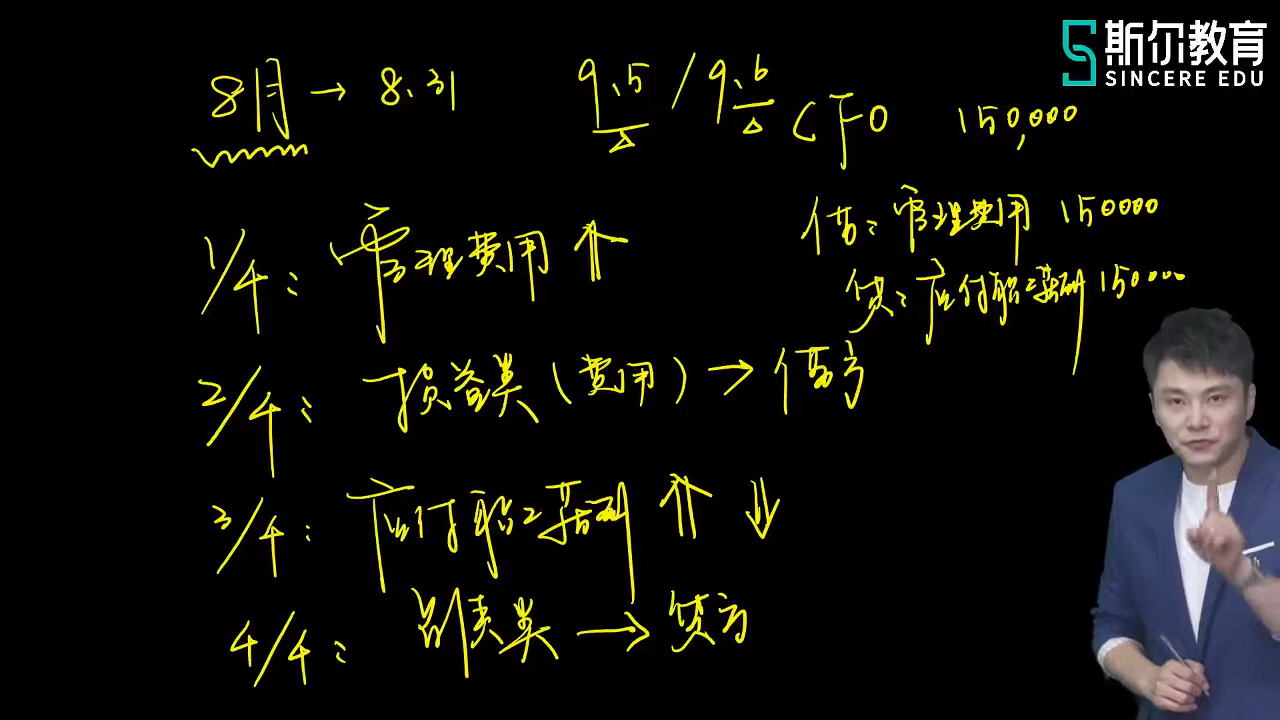 斯尔教育
SINCERE EDU
8月 → 8.31 9.5 / 9.6 CFO 150,000
借: 管理费用 150000
贷: 应付职工薪酬 150000
1/4: 管理费用 ↑
2/4: 损益类 (费用) → 借方
3/4: 应付职工薪酬 ↑ ↓
4/4: 负债类 → 贷方